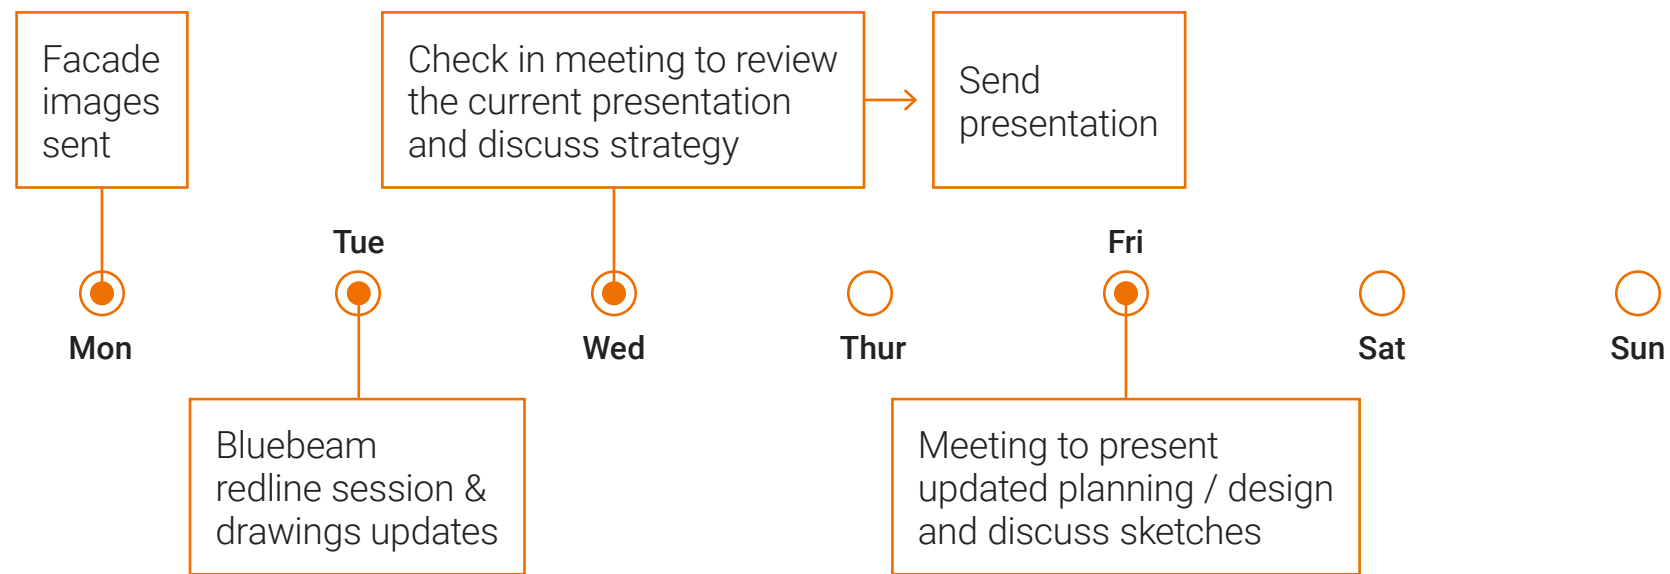 Facade
images
sent
Check in meeting to review
the current presentation
and discuss strategy
Send
presentation
Tue
Fri
Mon
Wed
Thur
Sat
Sun
Bluebeam
redline session &
drawings updates
Meeting to present
updated planning / design
and discuss sketches